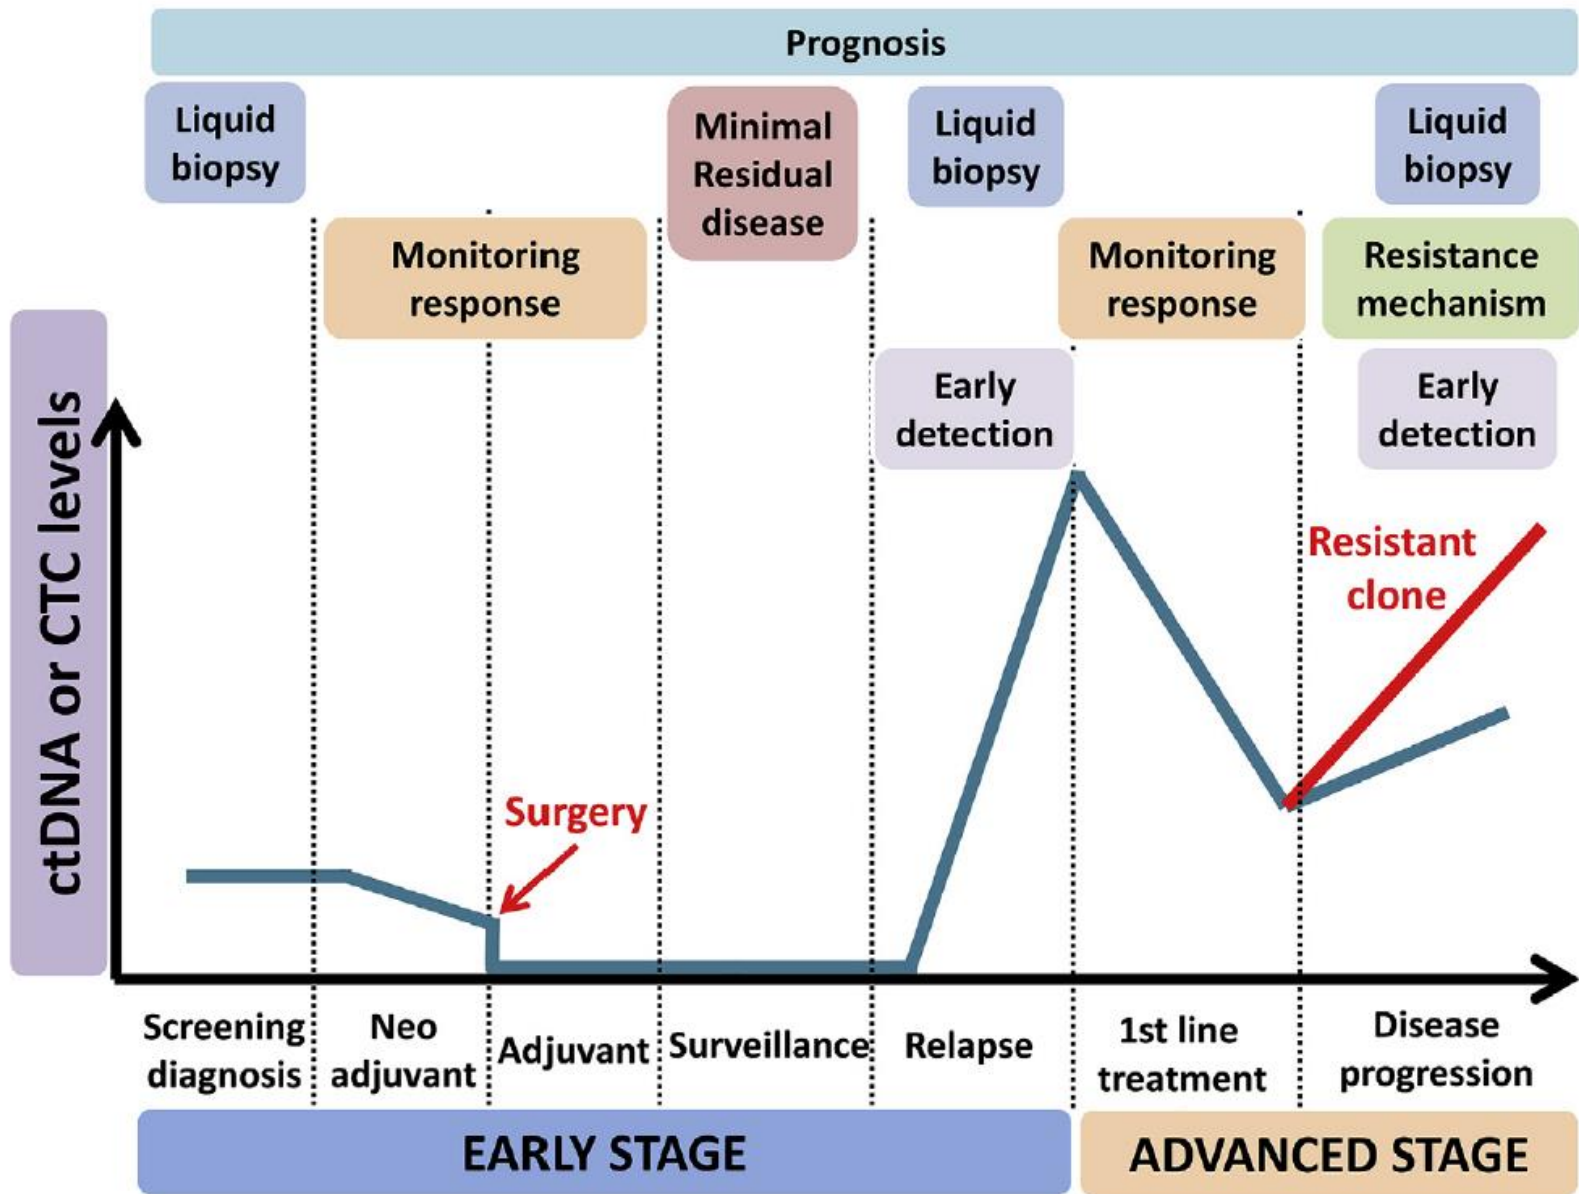 Prognosis
Liquid
biopsy
Minimal
Residual
disease
Liquid
biopsy
Liquid
biopsy
Monitoring
response
Monitoring
response
Resistance
mechanism
Early
detection
Early
detection
ctDNA or CTC levels
Resistant
clone
Surgery
Screening
diagnosis
Neo
adjuvant
Adjuvant
Surveillance
Relapse
1st line
treatment
Disease
progression
EARLY STAGE
ADVANCED STAGE